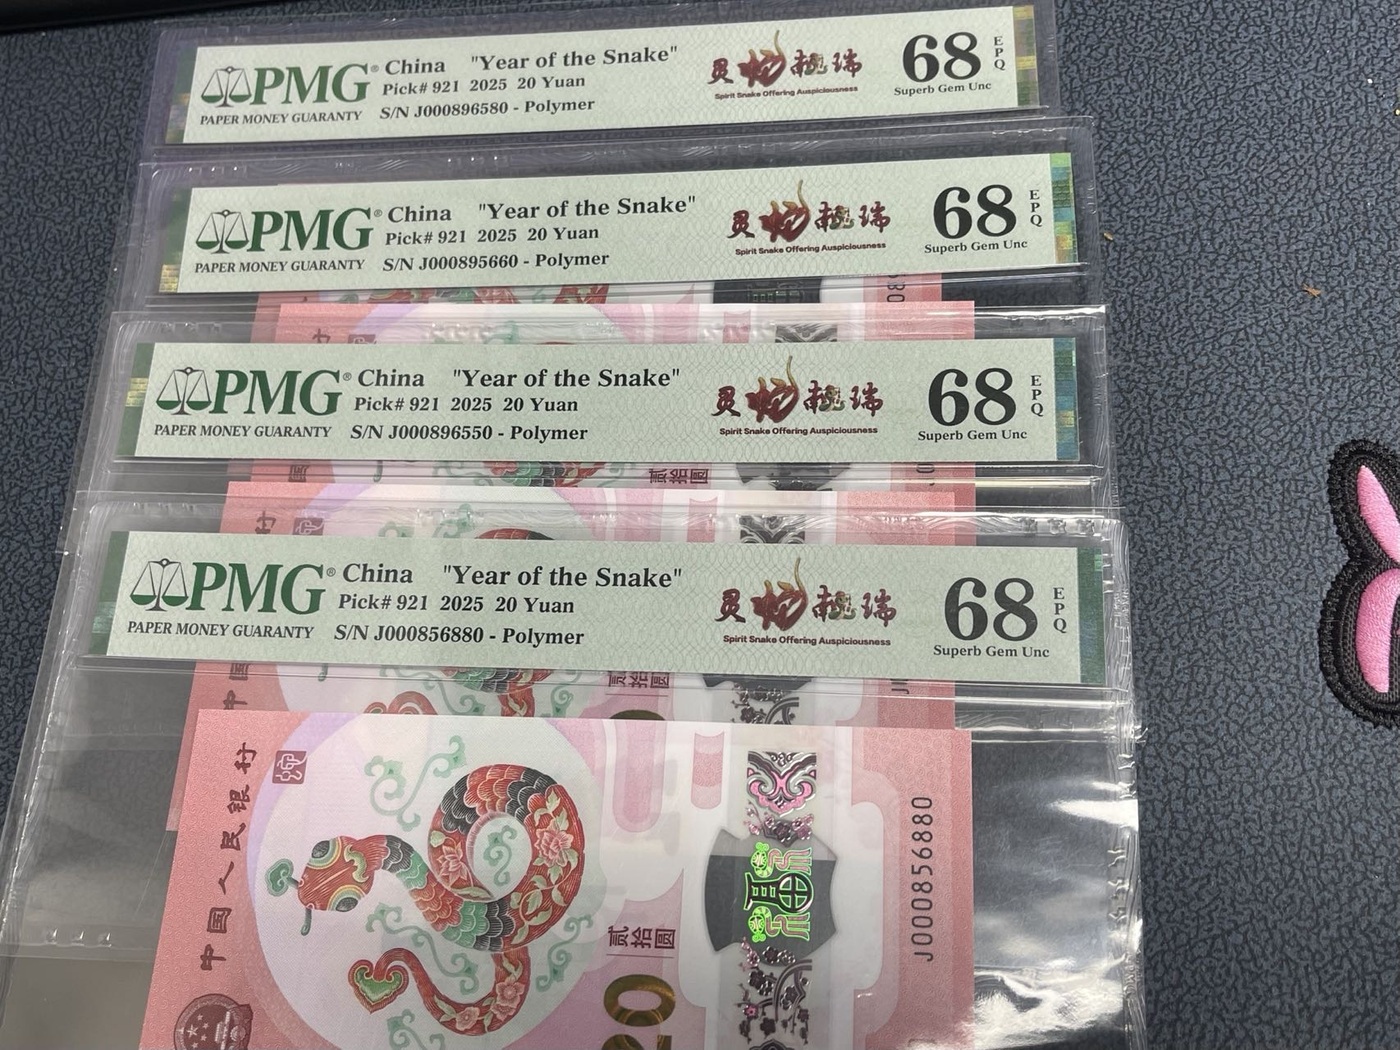 PMG® China "Year of the Snake" 灵蛇献瑞 68 EPQ
Pick# 921 2025 20 Yuan
PAPER MONEY GUARANTY S/N J000896580 - Polymer Spirit Snake Offering Auspiciousness Superb Gem Unc
PMG® China "Year of the Snake" 灵蛇献瑞 68 EPQ
Pick# 921 2025 20 Yuan
PAPER MONEY GUARANTY S/N J000895660 - Polymer Spirit Snake Offering Auspiciousness Superb Gem Unc
PMG® China "Year of the Snake" 灵蛇献瑞 68 EPQ
Pick# 921 2025 20 Yuan
PAPER MONEY GUARANTY S/N J000896550 - Polymer Spirit Snake Offering Auspiciousness Superb Gem Unc
贰拾圆
PMG® China "Year of the Snake" 灵蛇献瑞 68 EPQ
Pick# 921 2025 20 Yuan
PAPER MONEY GUARANTY S/N J000856880 - Polymer Spirit Snake Offering Auspiciousness Superb Gem Unc
贰拾圆
中国人民银行
贰拾圆
20
J000856880